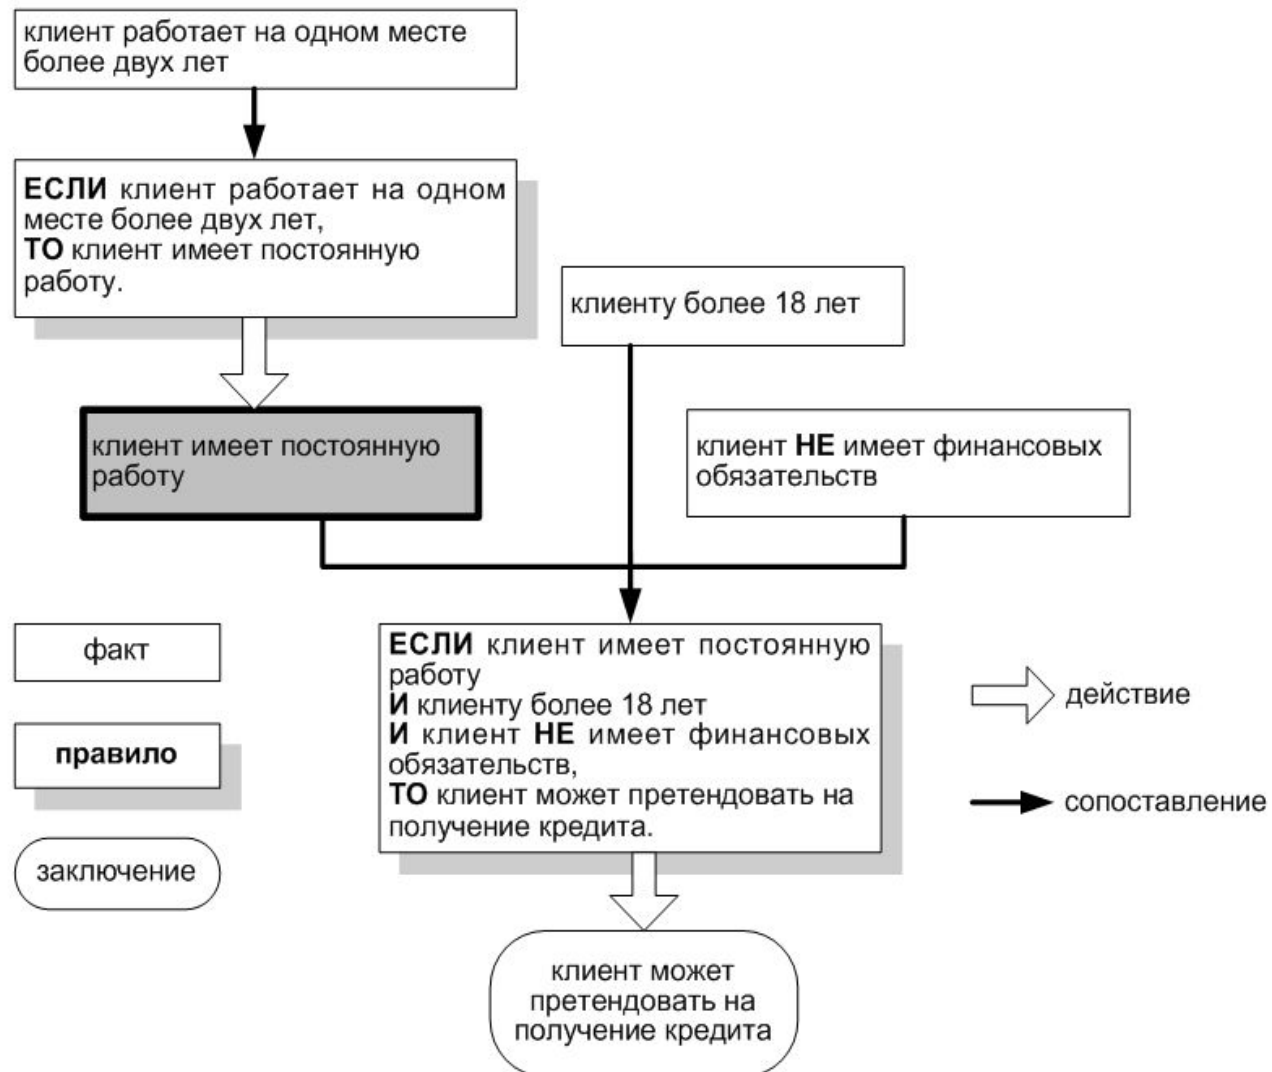 клиент работает на одном месте
более двух лет
ЕСЛИ клиент работает на одном
месте более двух лет,
ТО клиент имеет постоянную
работу.
клиенту более 18 лет
клиент имеет постоянную
работу
клиент НЕ имеет финансовых
обязательств
факт
правило
заключение
ЕСЛИ клиент имеет постоянную
работу
И клиенту более 18 лет
И клиент НЕ имеет финансовых
обязательств,
ТО клиент может претендовать на
получение кредита.
действие
сопоставление
клиент может
претендовать на
получение кредита